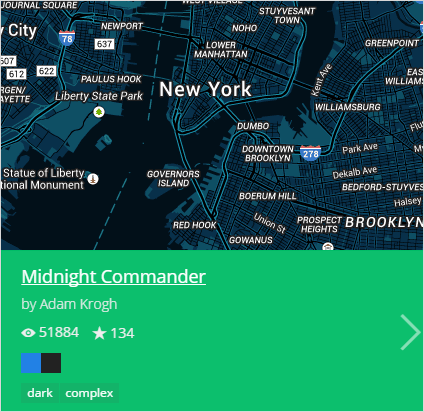 JOURNAL SQUARE
WEST VILLAGE
STUYVESANT
TOWN
y City
78
NEWPORT
NOHO
637
LOWER
MANHATTAN
GREENPOINT
507
612
622
PAULUS HOOK
EAST
WILLIAMS
Liberty State Park
New York
Kent Ave
WILLIAMSBURG
DUMBO
DOWNTOWN
BROOKLYN
278
Park Ave
Statue of Liberty
tional Monument
GOVERNORS
ISLAND
Dekalb Ave
BEDFORD-STUYVES
BOERUM HILL
Halsey
RED HOOK
Union St
PROSPECT
HEIGHTS
BROOKLYN
GOWANUS
Midnight Commander
by Adam Krogh
51884 134
dark complex